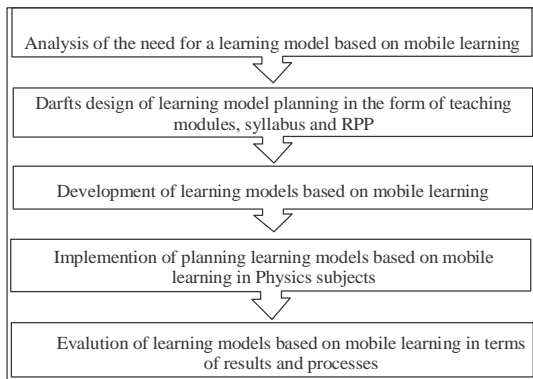 Analysis of the need for a learning model based on mobile learning
Darfts design of learning model planning in the form of teaching
modules, syllabus and RPP
Development of learning models based on mobile learning
Implemention of planning learning models based on mobile
learning in Physics subjects
Evalution of learning models based on mobile learning in terms
of results and processes